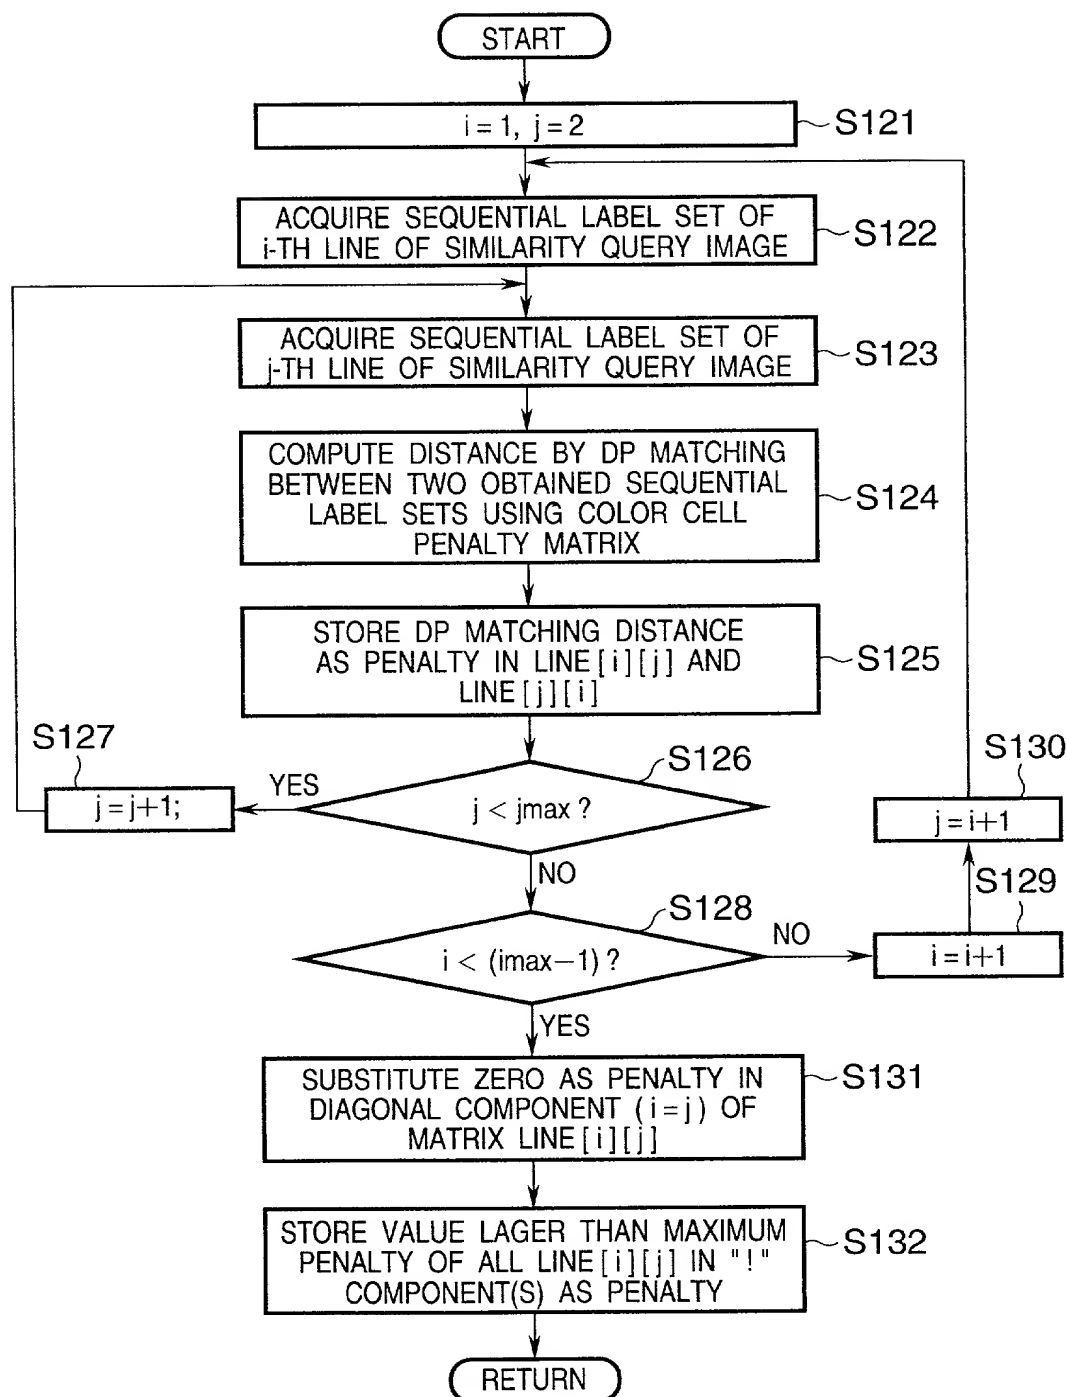 START
i=1, j=2
S121
ACQUIRE SEQUENTIAL LABEL SET OF
i-TH LINE OF SIMILARITY QUERY IMAGE
S122
ACQUIRE SEQUENTIAL LABEL SET OF
j-TH LINE OF SIMILARITY QUERY IMAGE
S123
COMPUTE DISTANCE BY DP MATCHING
BETWEEN TWO OBTAINED SEQUENTIAL
LABEL SETS USING COLOR CELL
PENALTY MATRIX
S124
STORE DP MATCHING DISTANCE
AS PENALTY IN LINE[i][j] AND
LINE[j][i]
S125
S126
j < jmax ?
YES
S127
j=j+1;
NO
S128
i < (imax−1) ?
NO
S129
i=i+1
S130
j=i+1
YES
SUBSTITUTE ZERO AS PENALTY IN
DIAGONAL COMPONENT (i=j) OF
MATRIX LINE[i][j]
S131
STORE VALUE LAGER THAN MAXIMUM
PENALTY OF ALL LINE[i][j] IN "!"
COMPONENT(S) AS PENALTY
S132
RETURN